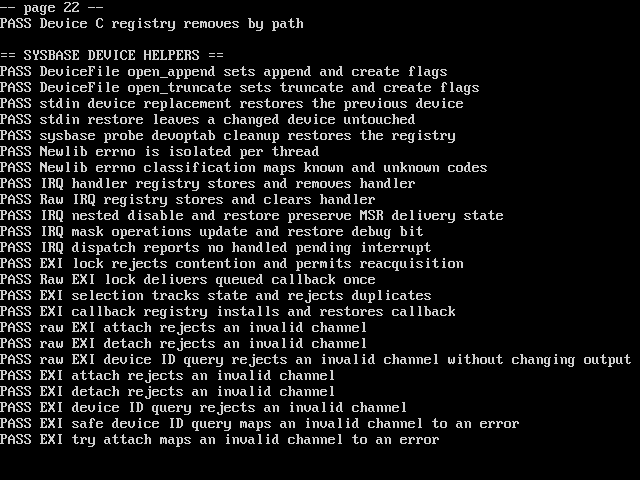 -- page 22 --
PASS Device C registry removes by path

== SYSBASE DEVICE HELPERS ==
PASS DeviceFile open_append sets append and create flags
PASS DeviceFile open_truncate sets truncate and create flags
PASS stdin device replacement restores the previous device
PASS stdin restore leaves a changed device untouched
PASS sysbase probe devoptab cleanup restores the registry
PASS Newlib errno is isolated per thread
PASS Newlib errno classification maps known and unknown codes
PASS IRQ handler registry stores and removes handler
PASS Raw IRQ registry stores and clears handler
PASS IRQ nested disable and restore preserve MSR delivery state
PASS IRQ mask operations update and restore debug bit
PASS IRQ dispatch reports no handled pending interrupt
PASS EXI lock rejects contention and permits reacquisition
PASS Raw EXI lock delivers queued callback once
PASS EXI selection tracks state and rejects duplicates
PASS EXI callback registry installs and restores callback
PASS raw EXI attach rejects an invalid channel
PASS raw EXI detach rejects an invalid channel
PASS raw EXI device ID query rejects an invalid channel without changing output
PASS EXI attach rejects an invalid channel
PASS EXI detach rejects an invalid channel
PASS EXI device ID query rejects an invalid channel
PASS EXI safe device ID query maps an invalid channel to an error
PASS EXI try attach maps an invalid channel to an error